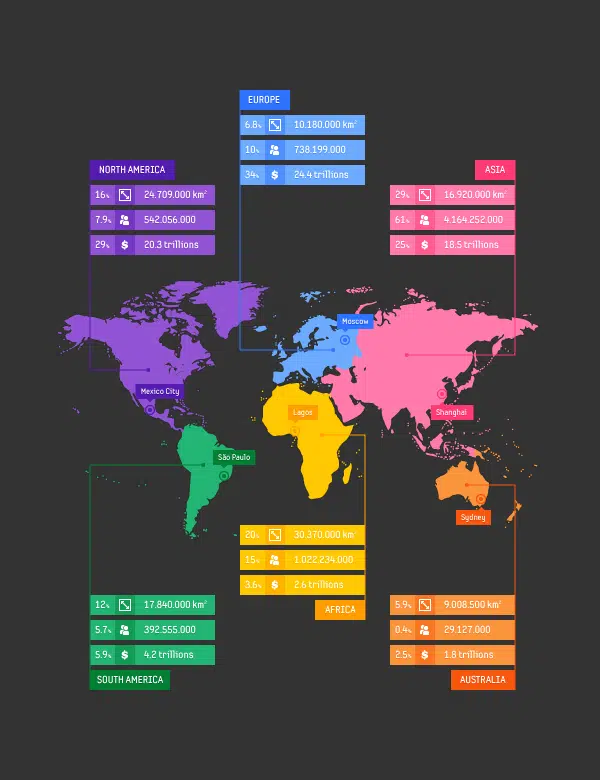 EUROPE
6.8% 10.180.000 km²
10% 738.199.000
34% 24.4 trillions
NORTH AMERICA
16% 24.709.000 km²
7.9% 542.056.000
29% $ 20.3 trillions
ASIA
29% 16.920.000 km²
61% 4.164.252.000
25% $ 18.5 trillions
Moscow
Mexico City
Lagos
Shanghai
São Paulo
Sydney
20% 30.370.000 km²
15% 1.022.234.000
3.6% $ 2.6 trillions
AFRICA
12% 17.840.000 km²
5.7% 392.555.000
5.9% $ 4.2 trillions
SOUTH AMERICA
5.9% 9.008.500 km²
0.4% 29.127.000
2.5% $ 1.8 trillions
AUSTRALIA